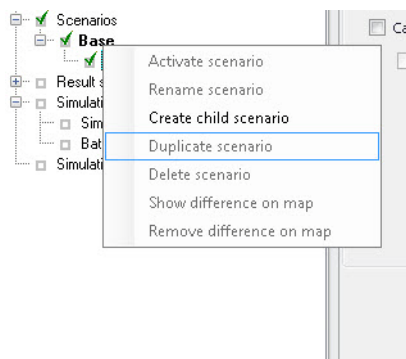 Scenarios
Base
Result s
Simulati
Sim
Bat
Simulati
Activate scenario
Rename scenario
Create child scenario
Duplicate scenario
Delete scenario
Show difference on map
Remove difference on map
Ca